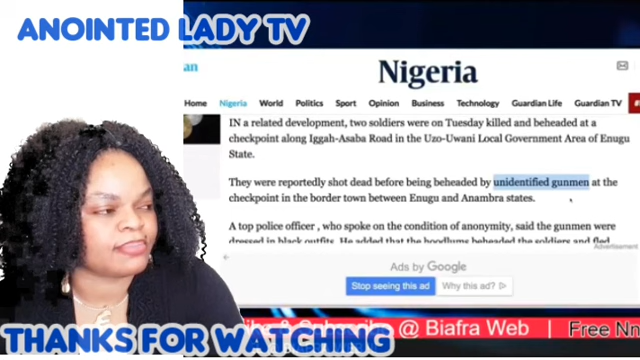 ANOINTED LADY TV
an
Nigeria
Home Nigeria World Politics Sport Opinion Business Technology Guardian Life Guardian TV
IN a related development, two soldiers were on Tuesday killed and beheaded at a
checkpoint along Iggah-Asaba Road in the Uzo-Uwani Local Government Area of Enugu
State.
They were reportedly shot dead before being beheaded by unidentified gunmen at the
checkpoint in the border town between Enugu and Anambra states.
A top police officer , who spoke on the condition of anonymity, said the gunmen were
dressed in black outfits. He added that the hoodlums beheaded the soldiers and fled
Advertisement
Ads by Google
Stop seeing this ad Why this ad?
& Subscribe @ Biafra Web | Free Nn
THANKS FOR WATCHING